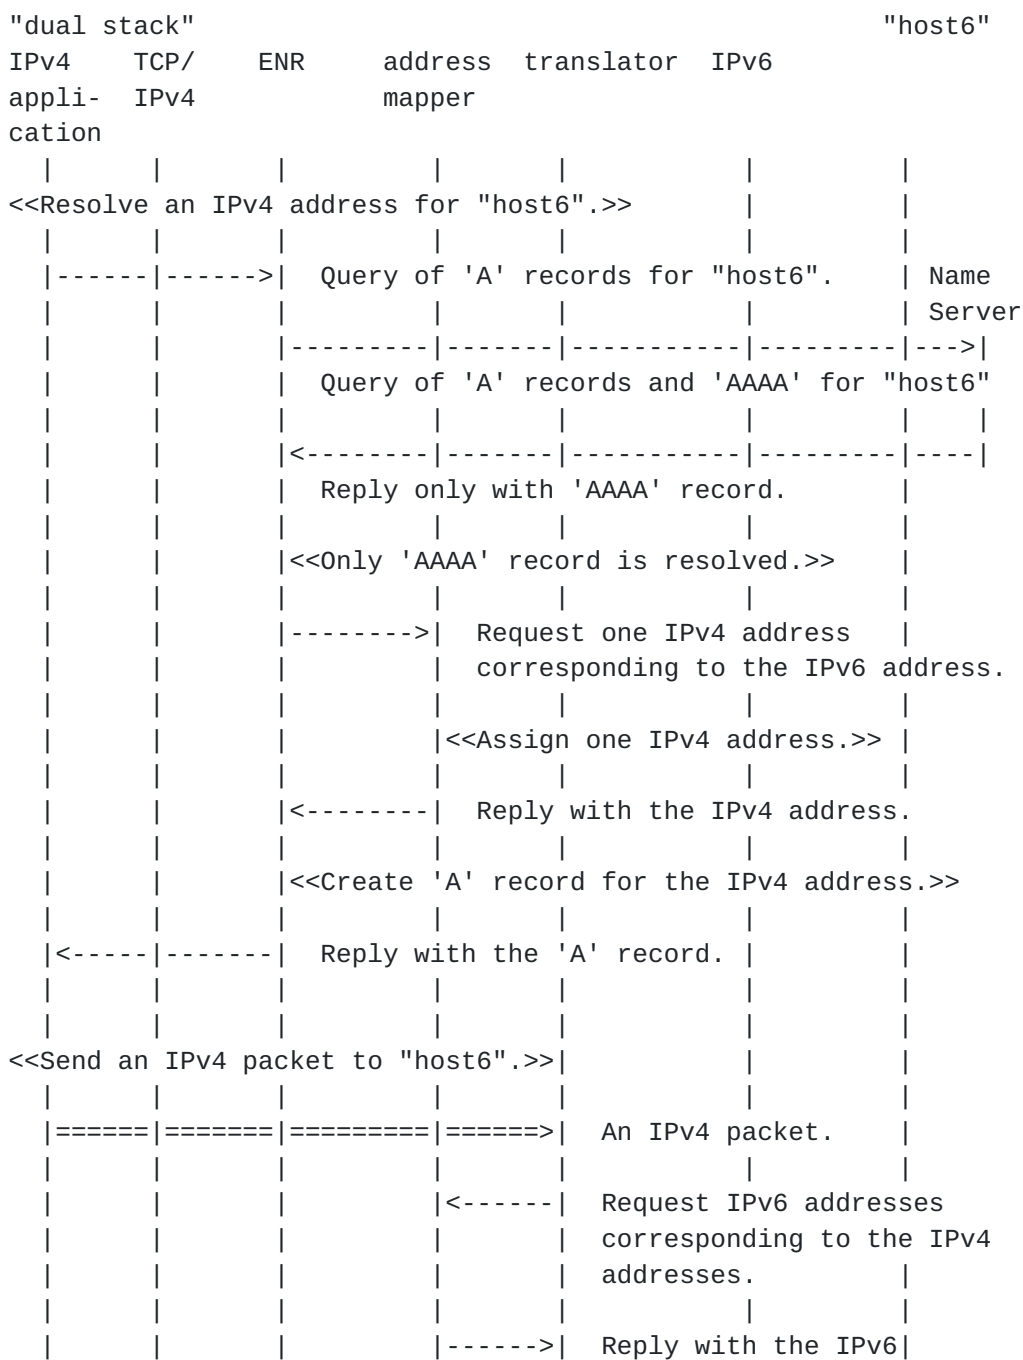 "dual stack"                                            "host6"
IPv4    TCP/    ENR     address  translator  IPv6
appli-  IPv4            mapper
cation
  |      |       |         |       |           |         |
<<Resolve an IPv4 address for "host6".>>       |         |
  |      |       |         |       |           |         |
  |------|------>|  Query of 'A' records for "host6".    | Name
  |      |       |         |       |           |         | Server
  |      |       |---------|-------|-----------|---------|--->|
  |      |       |  Query of 'A' records and 'AAAA' for "host6"
  |      |       |         |       |           |         |    |
  |      |       |<--------|-------|-----------|---------|----|
  |      |       |  Reply only with 'AAAA' record.       |
  |      |       |         |       |           |         |
  |      |       |<<Only 'AAAA' record is resolved.>>    |
  |      |       |         |       |           |         |
  |      |       |-------->|  Request one IPv4 address   |
  |      |       |         |  corresponding to the IPv6 address.
  |      |       |         |       |           |         |
  |      |       |         |<<Assign one IPv4 address.>> |
  |      |       |         |       |           |         |
  |      |       |<--------|  Reply with the IPv4 address.
  |      |       |         |       |           |         |
  |      |       |<<Create 'A' record for the IPv4 address.>>
  |      |       |         |       |           |         |
  |<-----|-------|  Reply with the 'A' record. |         |
  |      |       |         |       |           |         |
  |      |       |         |       |           |         |
<<Send an IPv4 packet to "host6".>>|           |         |
  |      |       |         |       |           |         |
  |======|=======|=========|======>|  An IPv4 packet.    |
  |      |       |         |       |           |         |
  |      |       |         |<------|  Request IPv6 addresses
  |      |       |         |       |  corresponding to the IPv4
  |      |       |         |       |  addresses.         |
  |      |       |         |       |           |         |
  |      |       |         |------>|  Reply with the IPv6|